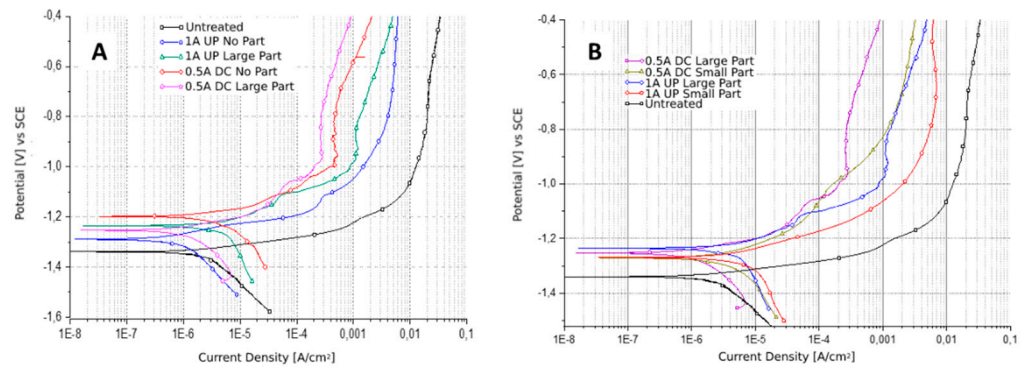 A
Untreated
1A UP No Part
1A UP Large Part
0.5A DC No Part
0.5A DC Large Part
Potential [V] vs SCE
-0,4
-0,6
-0,8
-1,0
-1,2
-1,4
-1,6
1E-8 1E-7 1E-6 1E-5 1E-4 0,001 0,01 0,1
Current Density [A/cm²]
B
0.5A DC Large Part
0.5A DC Small Part
1A UP Large Part
1A UP Small Part
Untreated
Potential [V] vs SCE
-0,4
-0,6
-0,8
-1,0
-1,2
-1,4
1E-8 1E-7 1E-6 1E-5 1E-4 0,001 0,01 0,1
Current Density [A/cm²]